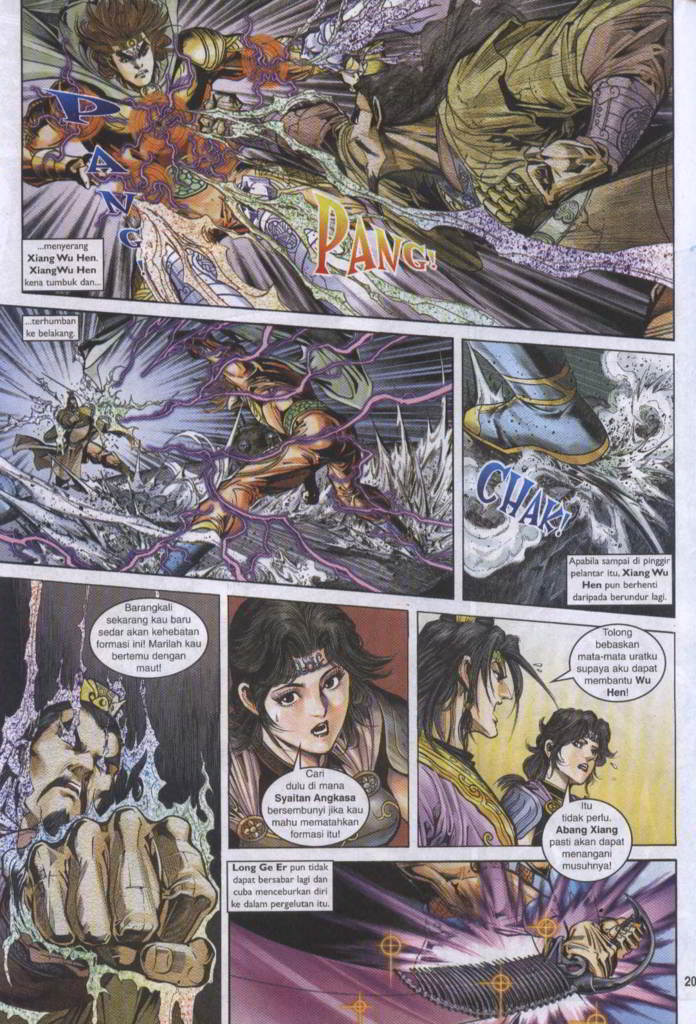 PANG
PANG!
...menyerang
Xiang Wu Hen.
XiangWu Hen
kena tumbuk dan...
...terhumban
ke belakang.
CHAK!
Apabila sampai di pinggir
pelantar itu, Xiang Wu
Hen pun berhenti
daripada berundur lagi.
Barangkali
sekarang kau baru
sedar akan kehebatan
formasi ini! Marilah kau
bertemu dengan
maut!
Cari
dulu di mana
Syaitan Angkasa
bersembunyi jika kau
mahu mematahkan
formasi itu!
Tolong
bebaskan
mata-mata uratku
supaya aku dapat
membantu Wu
Hen!
Itu
tidak perlu.
Abang Xiang
pasti akan dapat
menangani
musuhnya!
Long Ge Er pun tidak
dapat bersabar lagi dan
cuba menceburkan diri
ke dalam pergelutan itu.
20